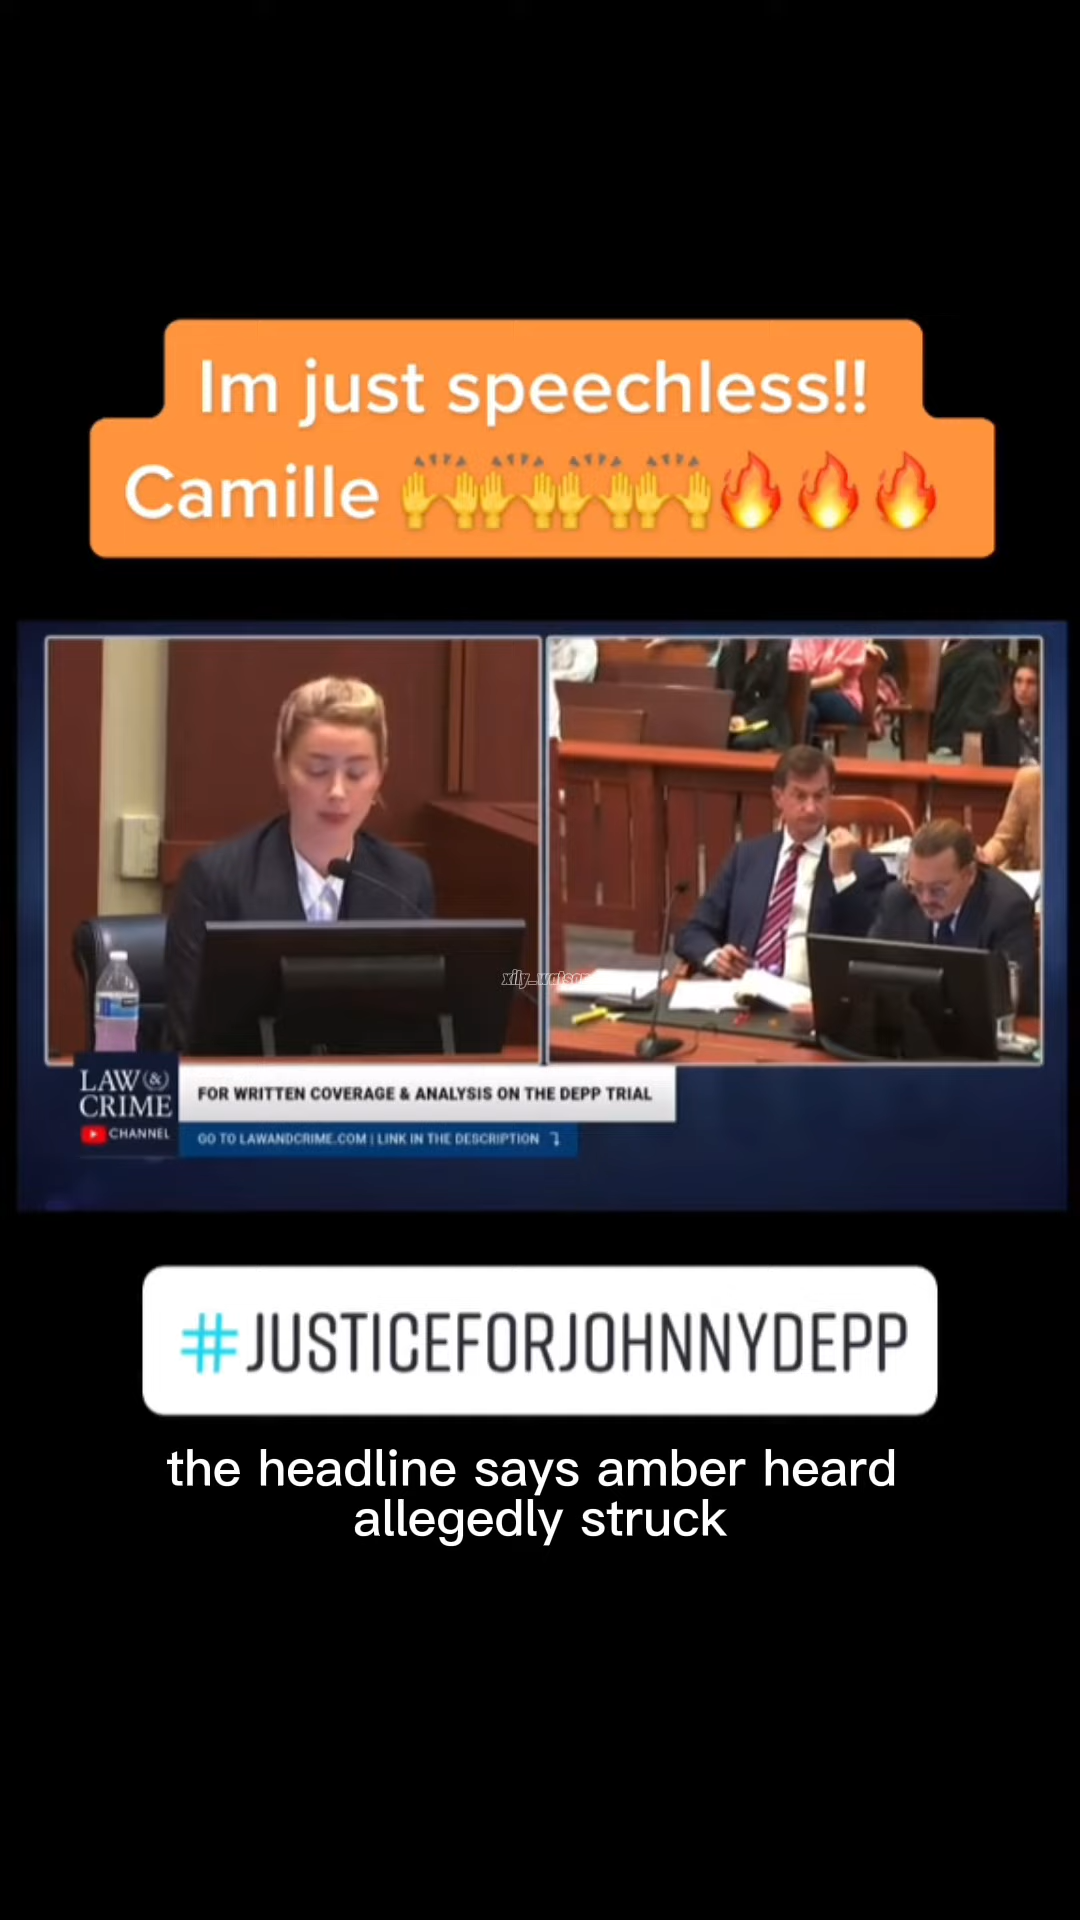 Im just speechless!!
Camille 🙌🙌🙌🙌🔥🔥🔥
LAW &
CRIME
CHANNEL
FOR WRITTEN COVERAGE & ANALYSIS ON THE DEPP TRIAL
GO TO LAWANDCRIME.COM | LINK IN THE DESCRIPTION
#JUSTICEFORJOHNNYDEPP
the headline says amber heard
allegedly struck